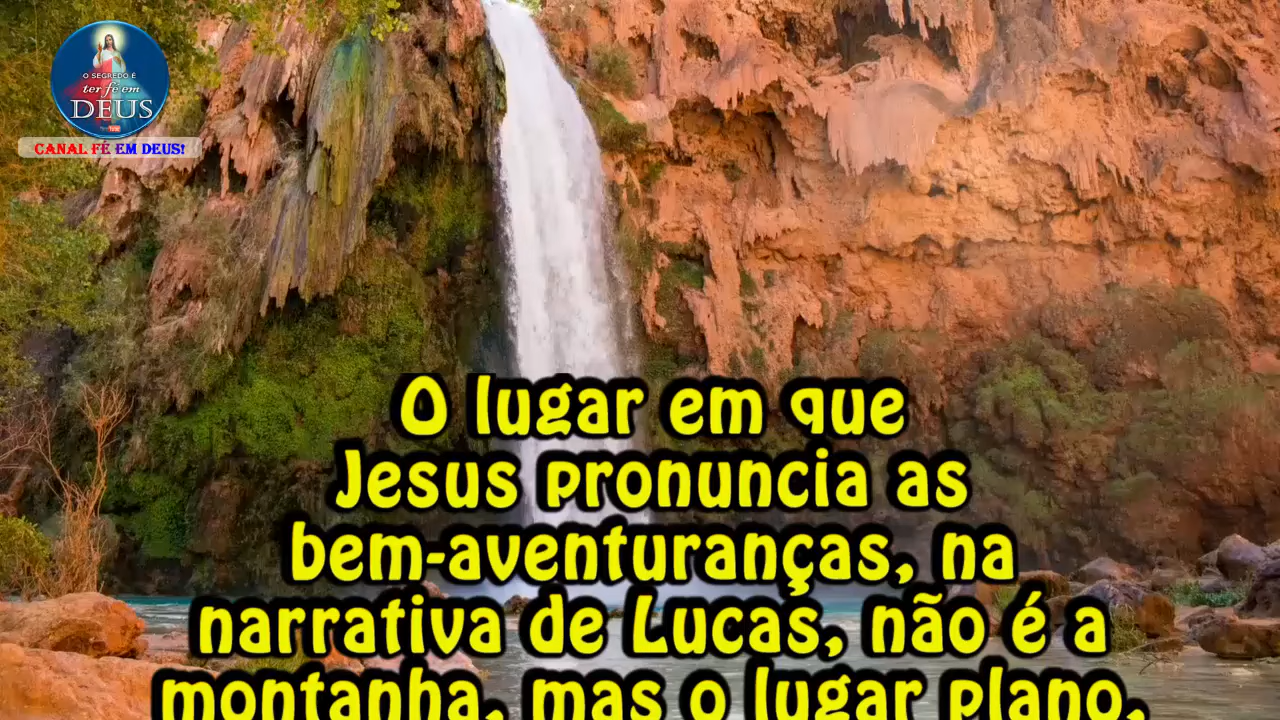 O SEGREDO É
ter fé em
DEUS
CANAL FÉ EM DEUS!
O lugar em que
Jesus pronuncia as
bem-aventuranças, na
narrativa de Lucas, não é a
montanha, mas o lugar plano,